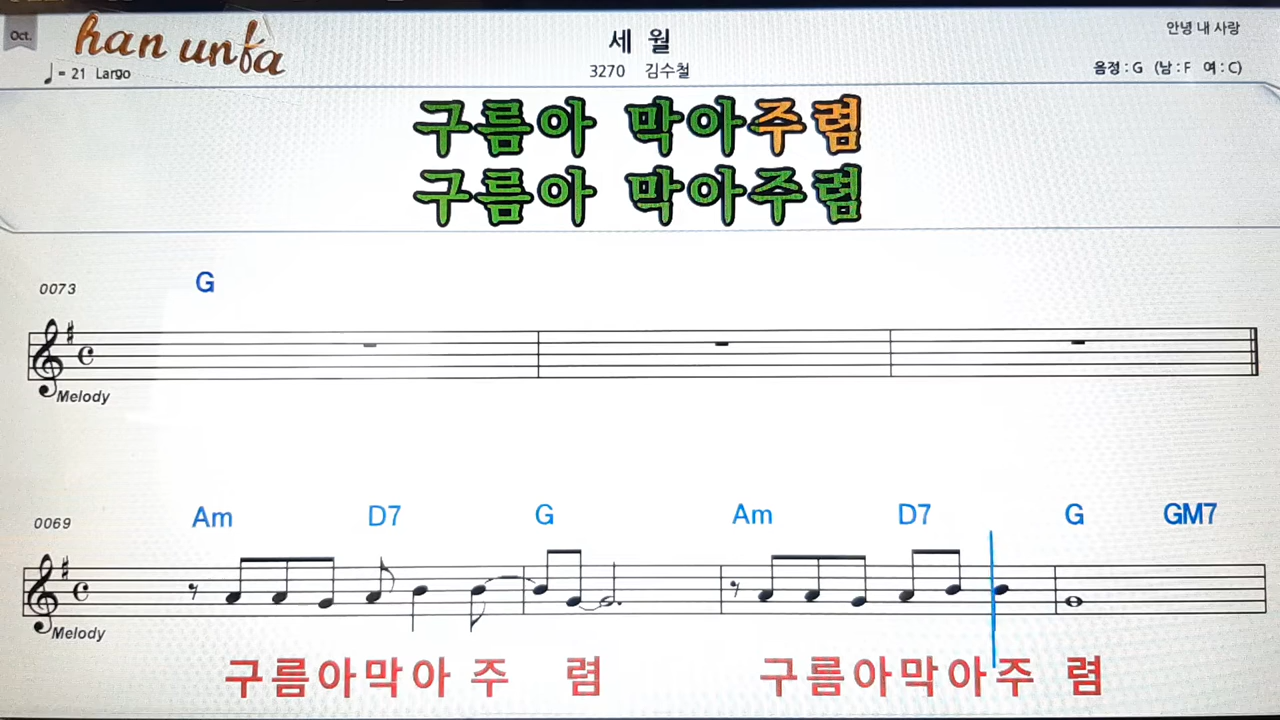 Oct.
han unfa
♩= 21 Largo
세 월
3270 김수철
안녕 내 사랑
음정 : G (남 : F 여 : C)
구름아 막아주렴
구름아 막아주렴
0073 G
Melody
0069 Am D7 G Am D7 G GM7
Melody
구름아막아 주 렴 구름아막아주 렴